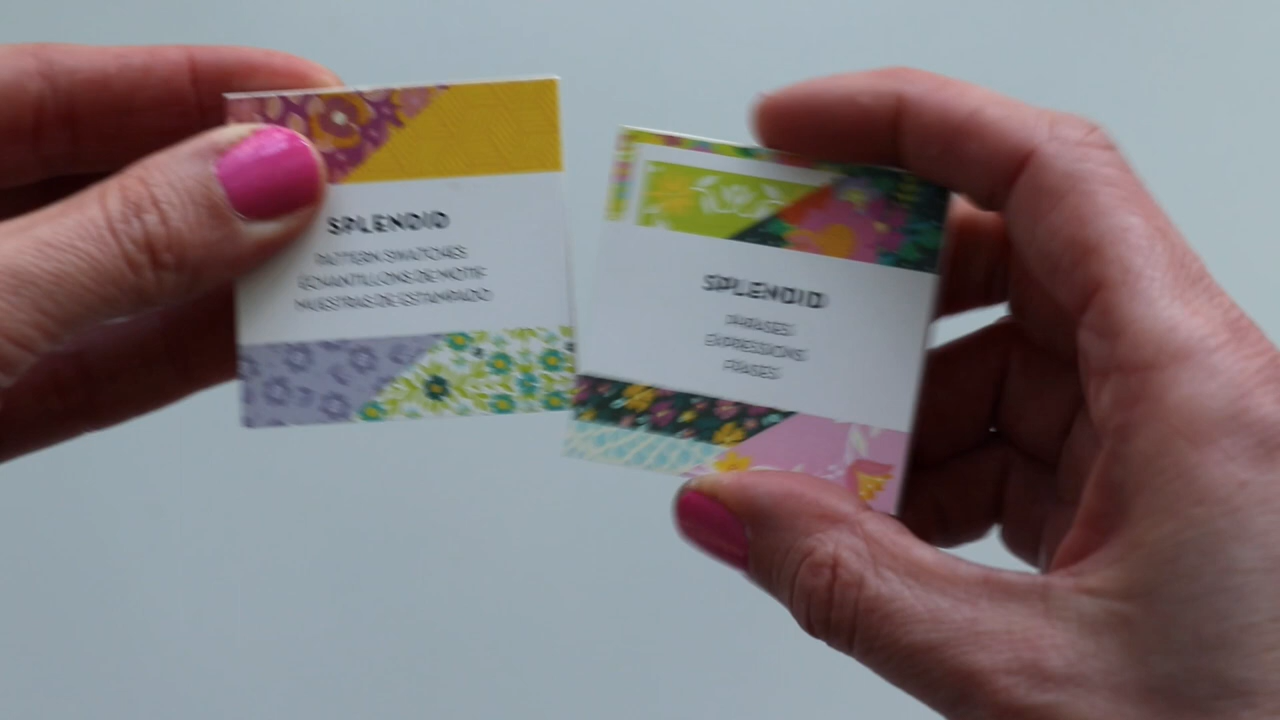 SPLENDID
PATTERN SWATCHES
ÉCHANTILLONS DE MOTIF
MUESTRAS DE ESTAMPADO
SPLENDID
PHRASES
EXPRESSIONS
FRASES